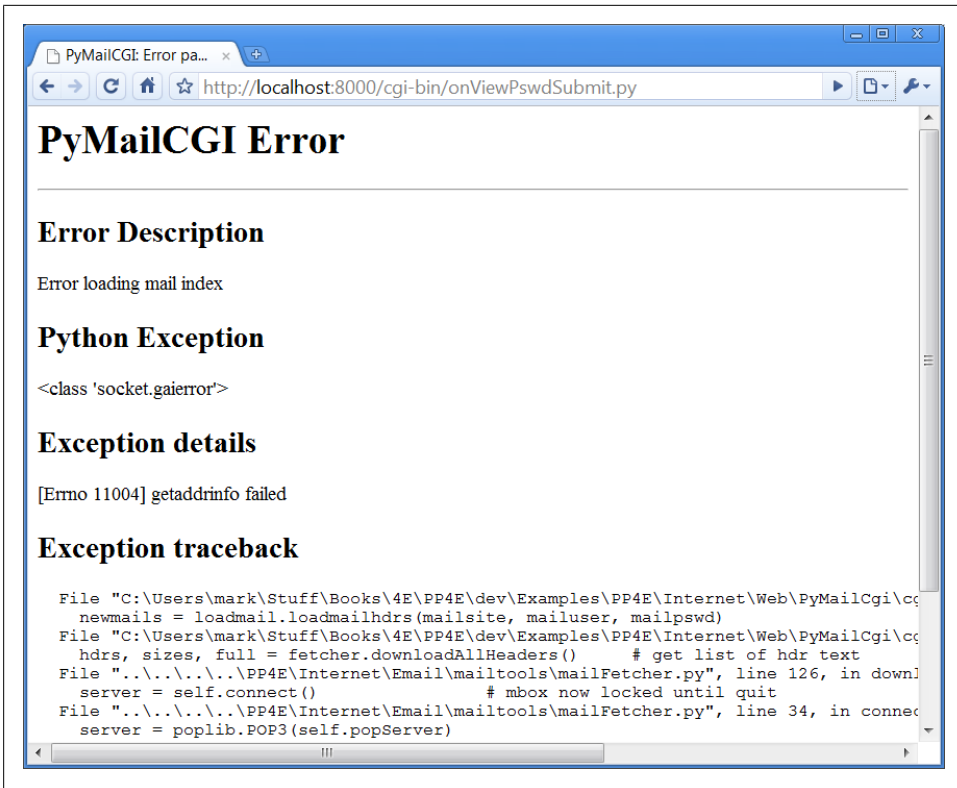 PyMailCGI: Error pa...
http://localhost:8000/cgi-bin/onViewPswdSubmit.py
PyMailCGI Error
Error Description
Error loading mail index
Python Exception
<class 'socket.gaierror'>
Exception details
[Errno 11004] getaddrinfo failed
Exception traceback
File "C:\Users\mark\Stuff\Books\4E\PP4E\dev\Examples\PP4E\Internet\Web\PyMailCgi\cg
newmails = loadmail.loadmailhdrs(mailsite, mailuser, mailpswd)
File "C:\Users\mark\Stuff\Books\4E\PP4E\dev\Examples\PP4E\Internet\Web\PyMailCgi\cg
hdrs, sizes, full = fetcher.downloadAllHeaders()      # get list of hdr text
File "..\..\..\..\PP4E\Internet\Email\mailtools\mailFetcher.py", line 126, in downl
server = self.connect()                # mbox now locked until quit
File "..\..\..\..\PP4E\Internet\Email\mailtools\mailFetcher.py", line 34, in connec
server = poplib.POP3(self.popServer)